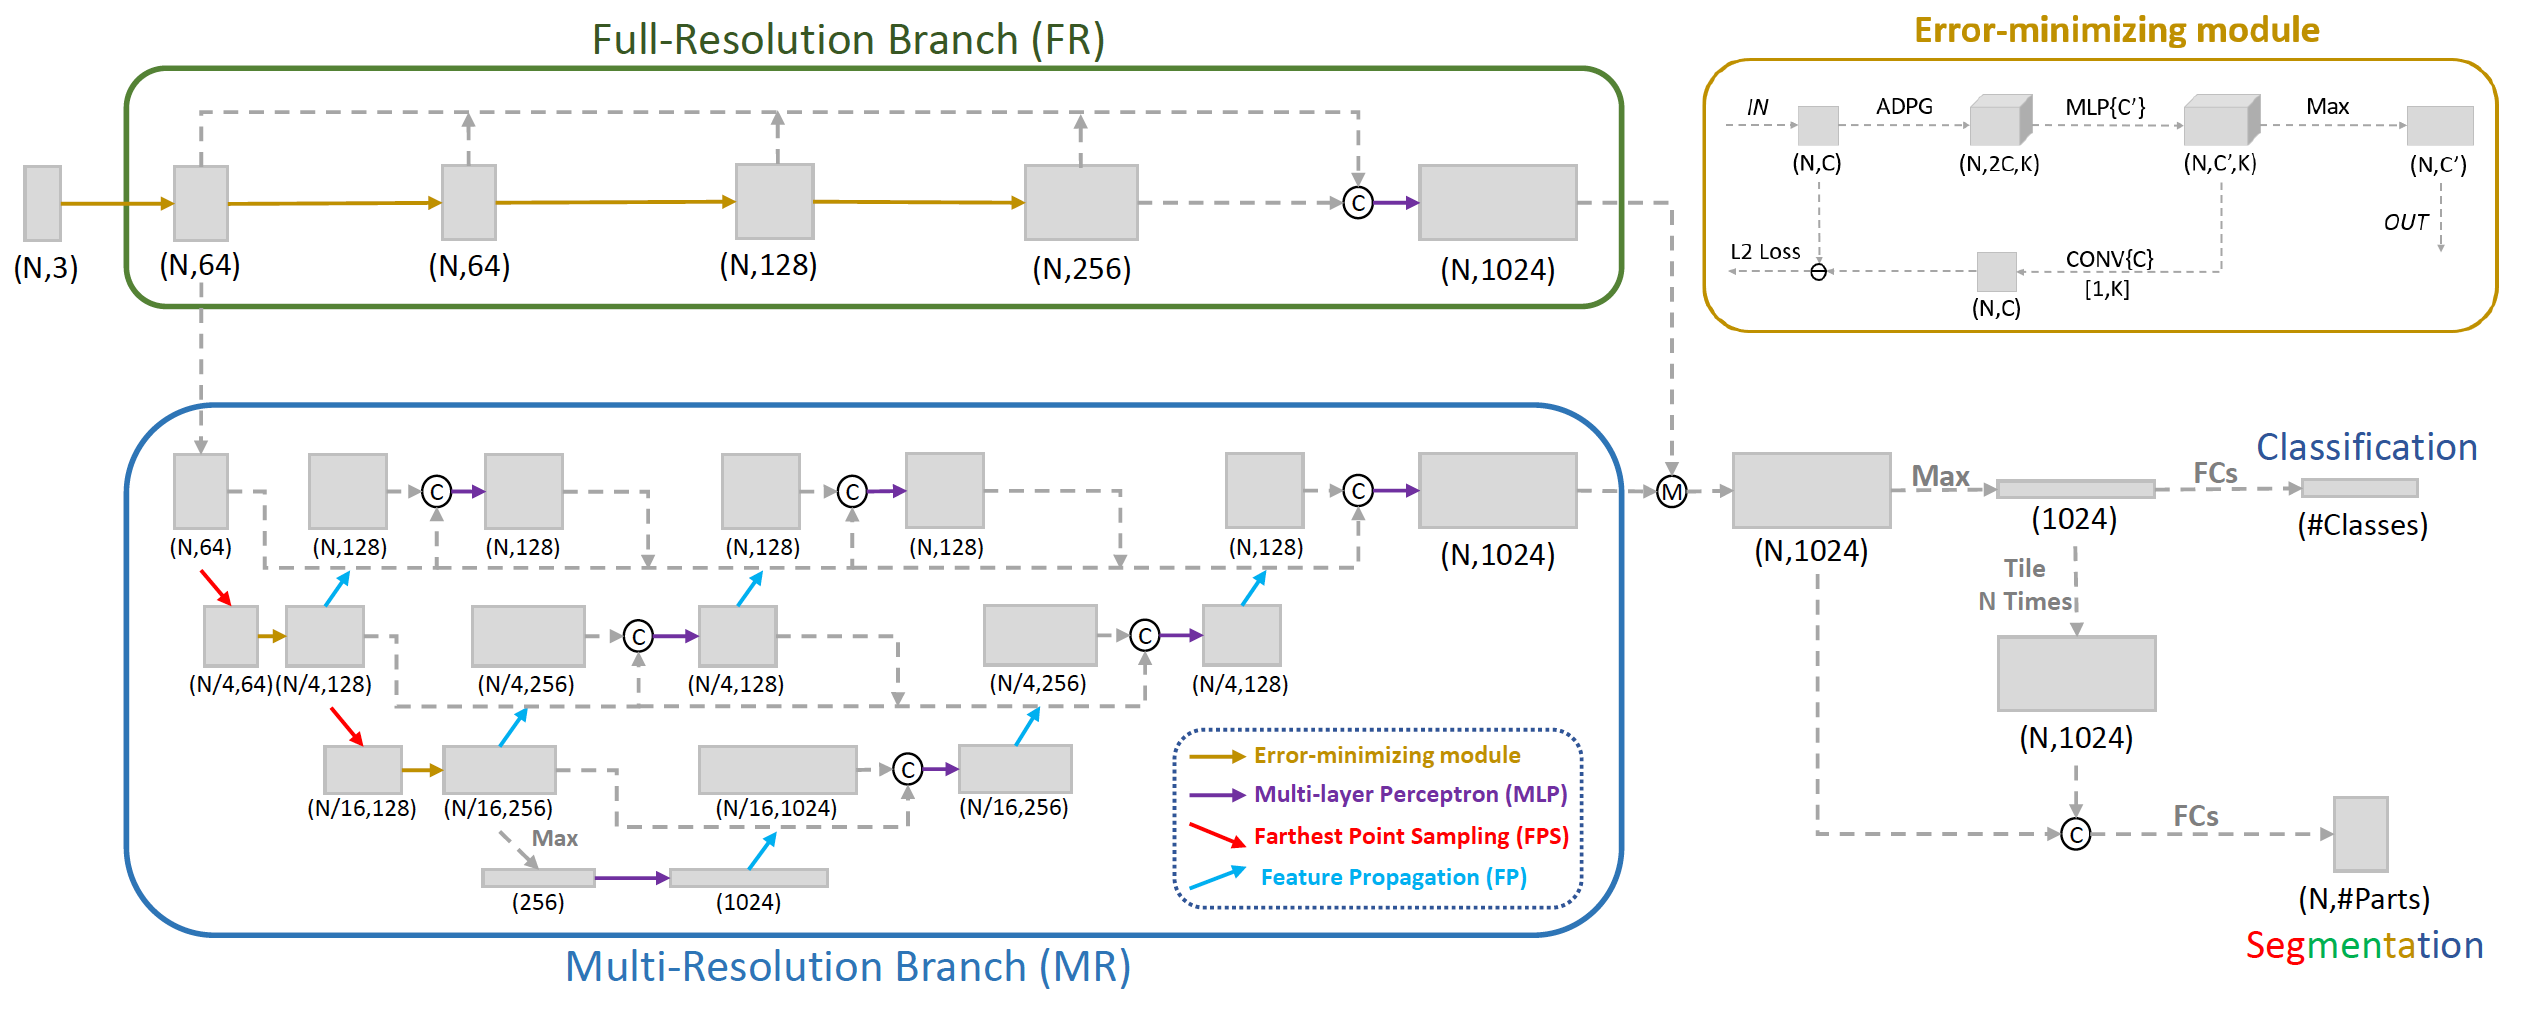 Full-Resolution Branch (FR)
(N,3)
(N,64)
(N,64)
(N,128)
(N,256)
C
(N,1024)
Error-minimizing module
IN
ADPG
MLP{C’}
Max
(N,C)
(N,2C,K)
(N,C’,K)
(N,C’)
OUT
L2 Loss
CONV{C}
[1,K]
(N,C)
C
C
C
(N,64)
(N,128)
(N,128)
(N,128)
(N,128)
(N,128)
(N,1024)
C
C
(N/4,64)
(N/4,128)
(N/4,256)
(N/4,128)
(N/4,256)
(N/4,128)
C
(N/16,128)
(N/16,256)
(N/16,1024)
(N/16,256)
Max
(256)
(1024)
Error-minimizing module
Multi-layer Perceptron (MLP)
Farthest Point Sampling (FPS)
Feature Propagation (FP)
Multi-Resolution Branch (MR)
M
(N,1024)
Max
(1024)
FCs
Classification
(#Classes)
Tile
N Times
(N,1024)
C
FCs
(N,#Parts)
Segmentation